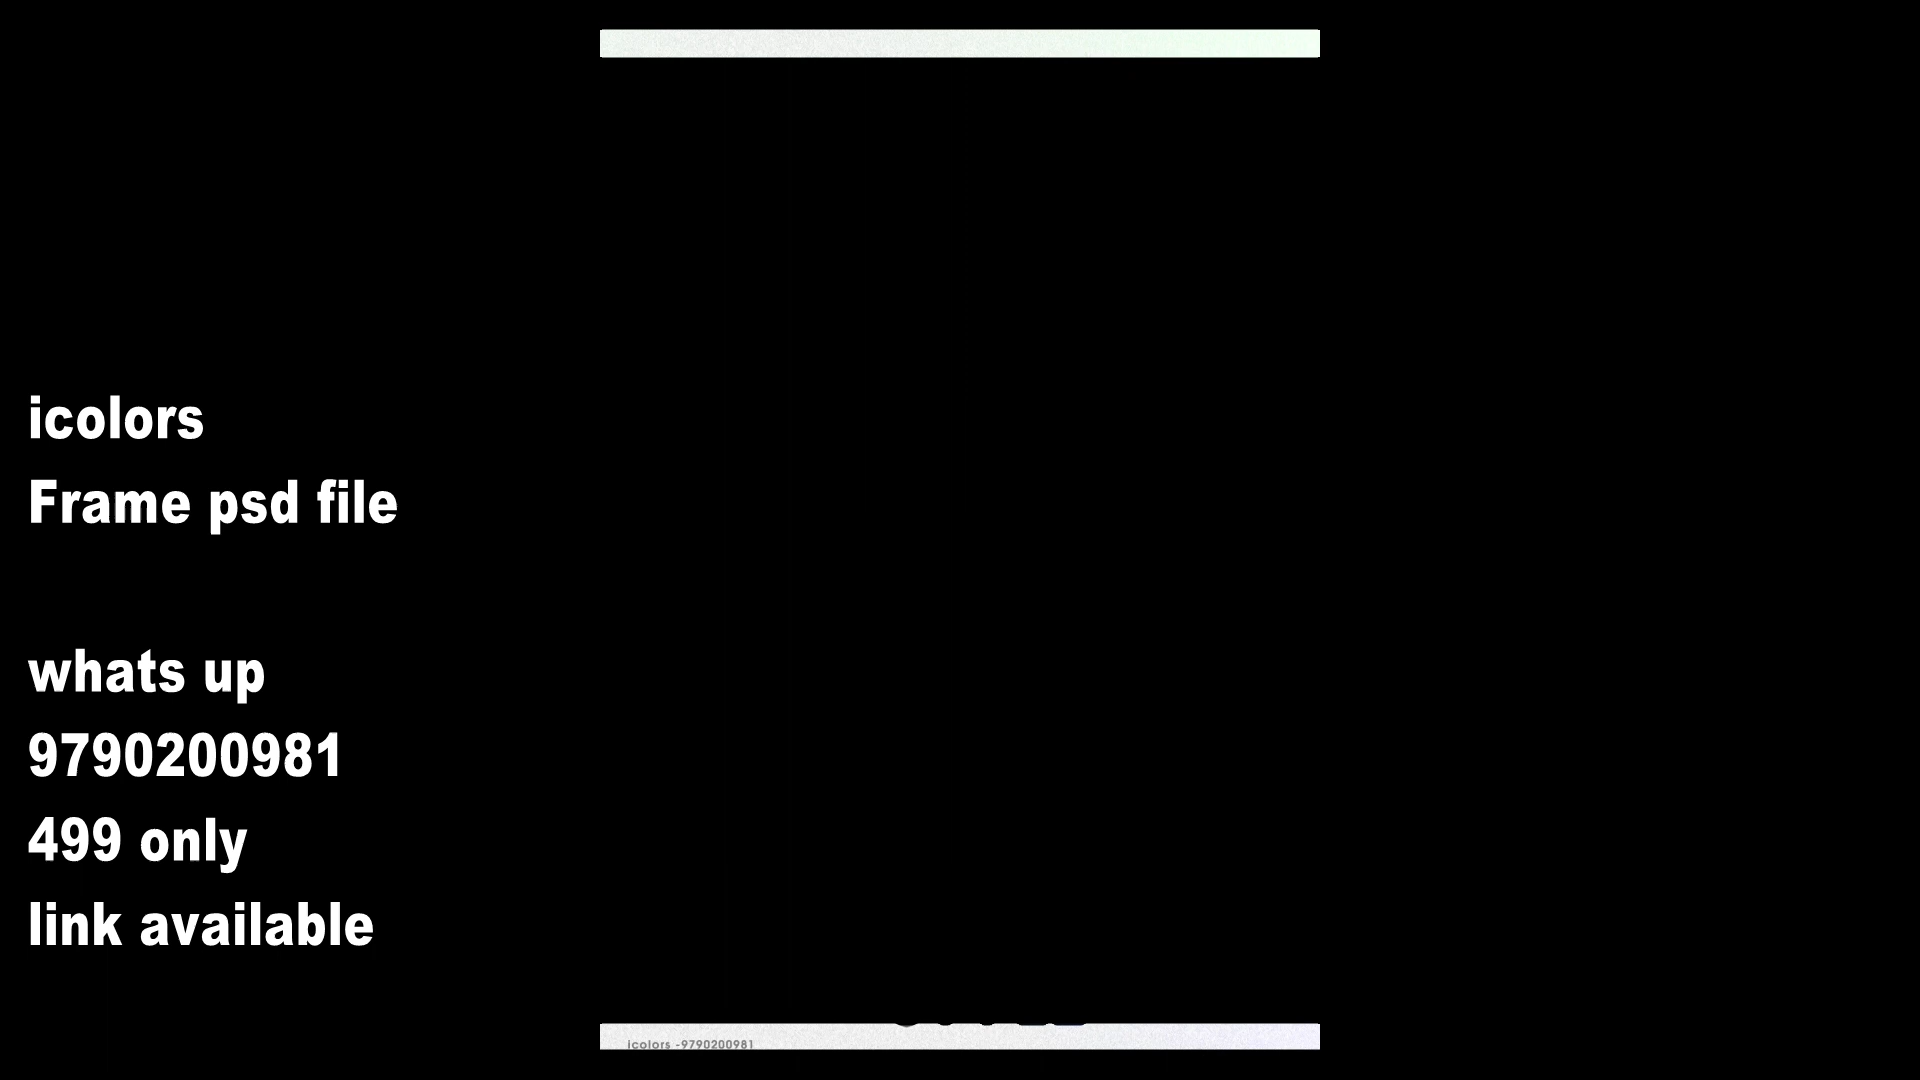 icolors
Frame psd file
whats up
9790200981
499 only
link available
icolors -9790200981